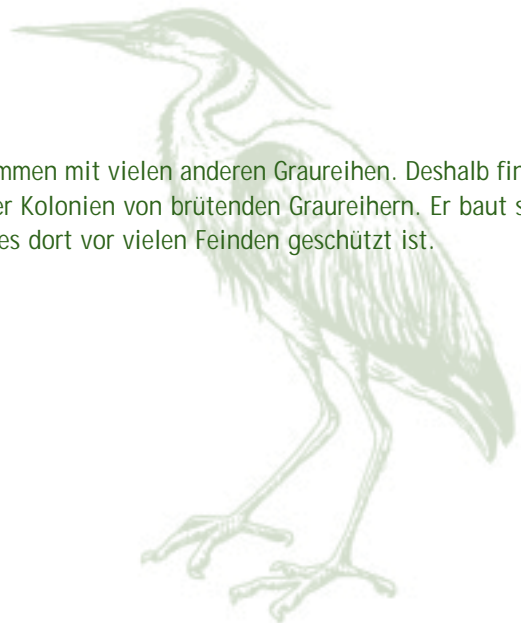 mmen mit vielen anderen Graureihen. Deshalb fin
er Kolonien von brütenden Graureihern. Er baut s
es dort vor vielen Feinden geschützt ist.